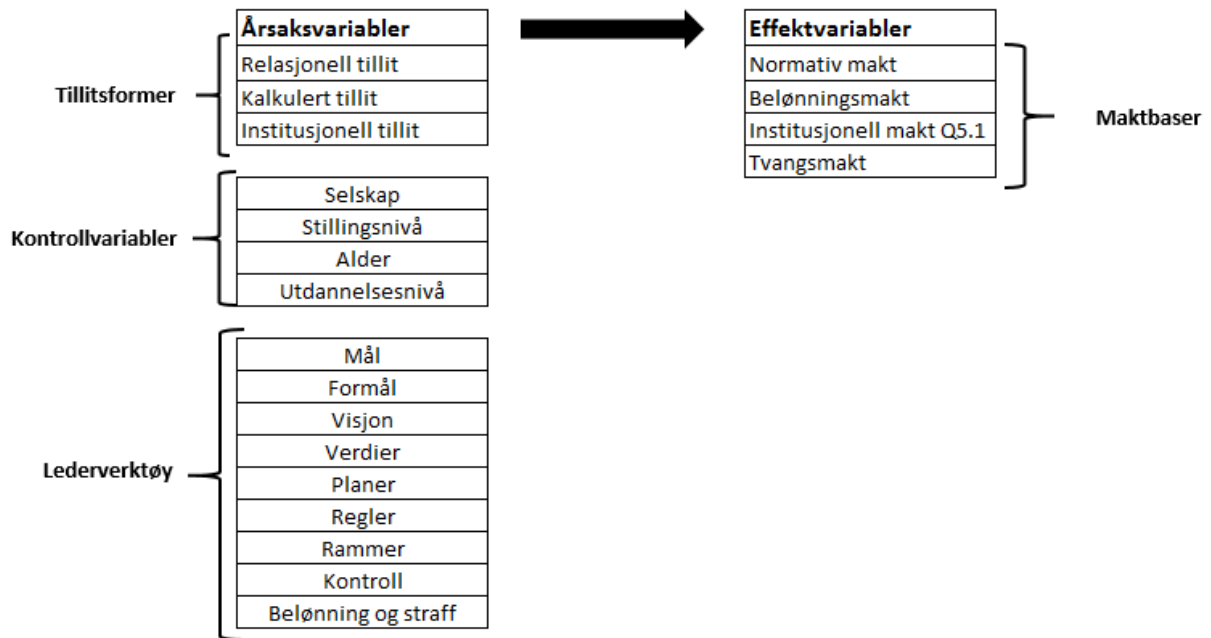 Årsaksvariabler
Effektvariabler
Tillitsformer
Relasjonell tillit
Kalkulert tillit
Institusjonell tillit
Normativ makt
Belønningsmakt
Institusjonell makt Q5.1
Tvangsmakt
Maktbaser
Kontrollvariabler
Selskap
Stillingsnivå
Alder
Utdannelsesnivå
Lederverktøy
Mål
Formål
Visjon
Verdier
Planer
Regler
Rammer
Kontroll
Belønning og straff